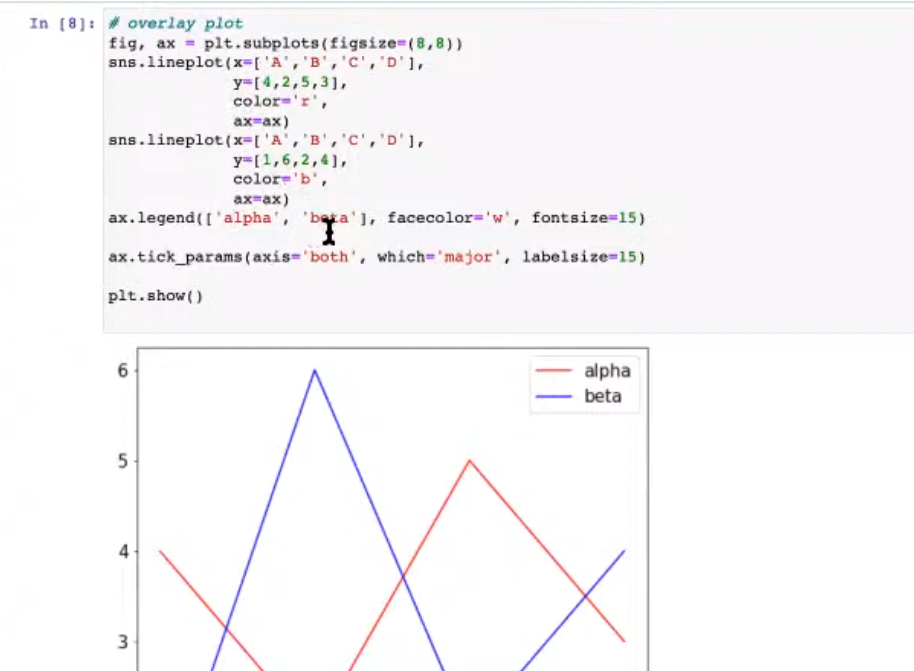 In [8]: # overlay plot
fig, ax = plt.subplots(figsize=(8,8))
sns.lineplot(x=['A','B','C','D'],
y=[4,2,5,3],
color='r',
ax=ax)
sns.lineplot(x=['A','B','C','D'],
y=[1,6,2,4],
color='b',
ax=ax)
ax.legend(['alpha', 'beta'], facecolor='w', fontsize=15)
ax.tick_params(axis='both', which='major', labelsize=15)
plt.show()
6
alpha
beta
5
4
3